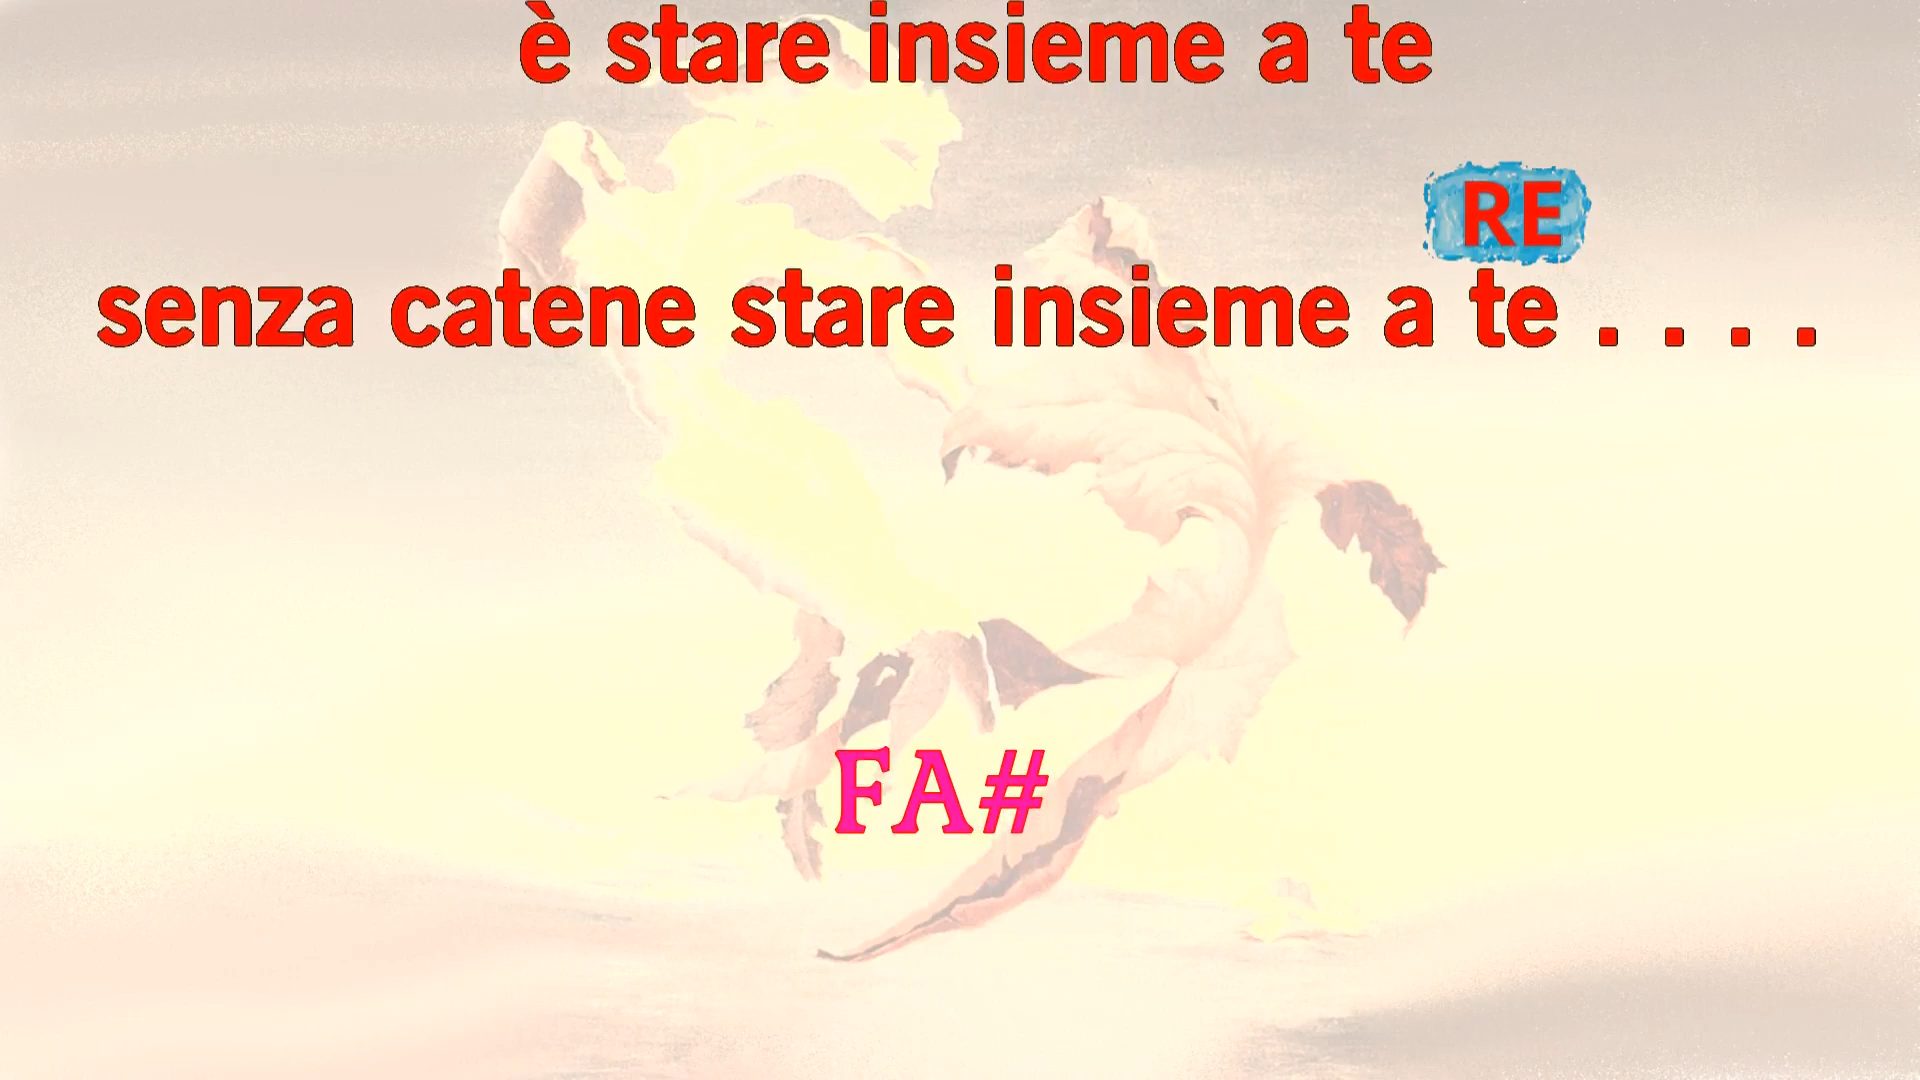 è stare insieme a te
RE
senza catene stare insieme a te . . . .
FA#